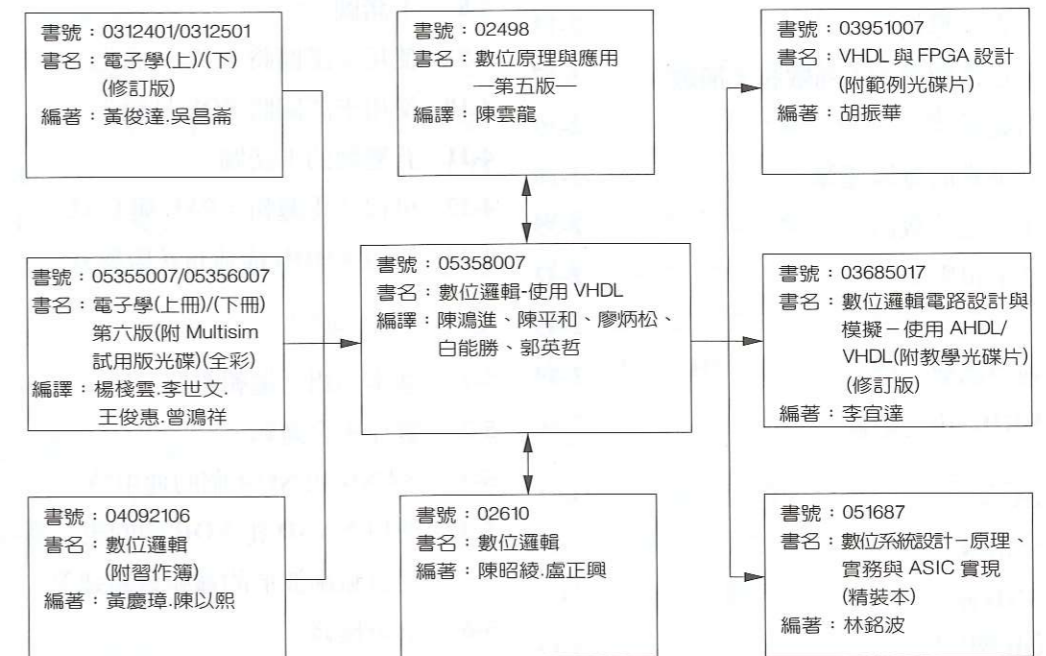 書號：0312401/0312501
書名：電子學(上)/(下)
(修訂版)
編著：黃俊達.吳昌崙
書號：05355007/05356007
書名：電子學(上冊)/(下冊)
第六版(附 Multisim
試用版光碟)(全彩)
編譯：楊棧雲.李世文.
王俊惠.曾鴻祥
書號：04092106
書名：數位邏輯
(附習作簿)
編著：黃慶璋.陳以熙
書號：02498
書名：數位原理與應用
—第五版—
編譯：陳雲龍
書號：05358007
書名：數位邏輯-使用 VHDL
編譯：陳鴻進、陳平和、廖炳松、
白能勝、郭英哲
書號：02610
書名：數位邏輯
編著：陳昭綾.盧正興
書號：03951007
書名：VHDL 與 FPGA 設計
(附範例光碟片)
編著：胡振華
書號：03685017
書名：數位邏輯電路設計與
模擬－使用 AHDL/
VHDL(附教學光碟片)
(修訂版)
編著：李宜達
書號：051687
書名：數位系統設計－原理、
實務與 ASIC 實現
(精裝本)
編著：林銘波